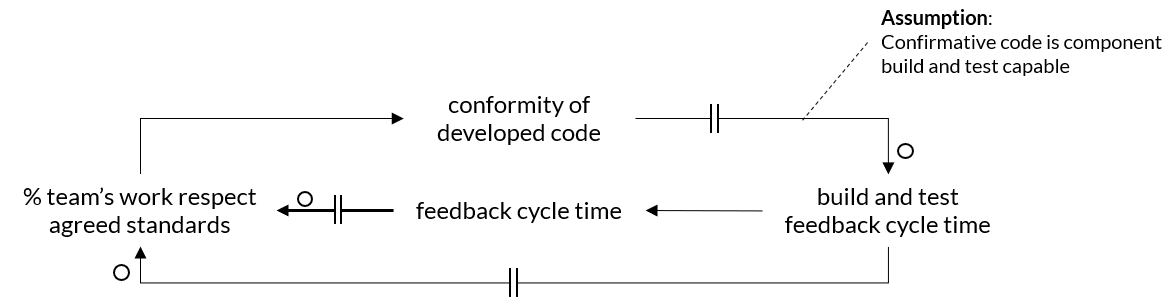 Assumption:
Confirmative code is component
build and test capable
conformity of
developed code
% team's work respect
agreed standards
feedback cycle time
build and test
feedback cycle time